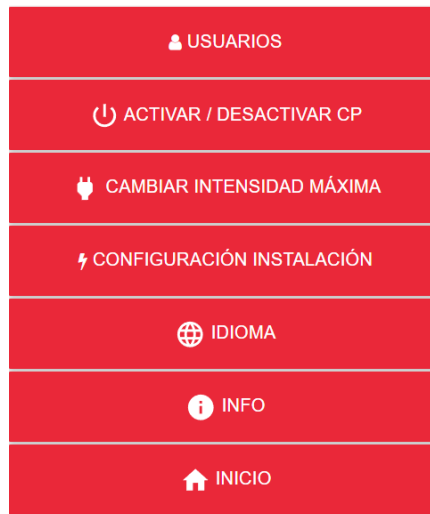 USUARIOS
ACTIVAR / DESACTIVAR CP
CAMBIAR INTENSIDAD MÁXIMA
CONFIGURACIÓN INSTALACIÓN
IDIOMA
INFO
INICIO